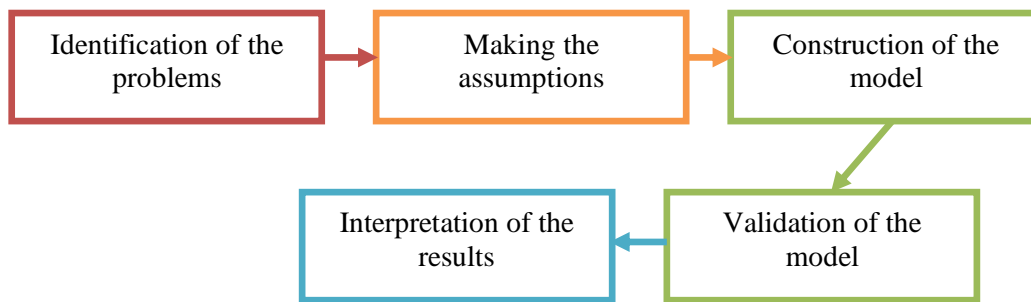 Identification of the
problems
Making the
assumptions
Construction of the
model
Validation of the
model
Interpretation of the
results